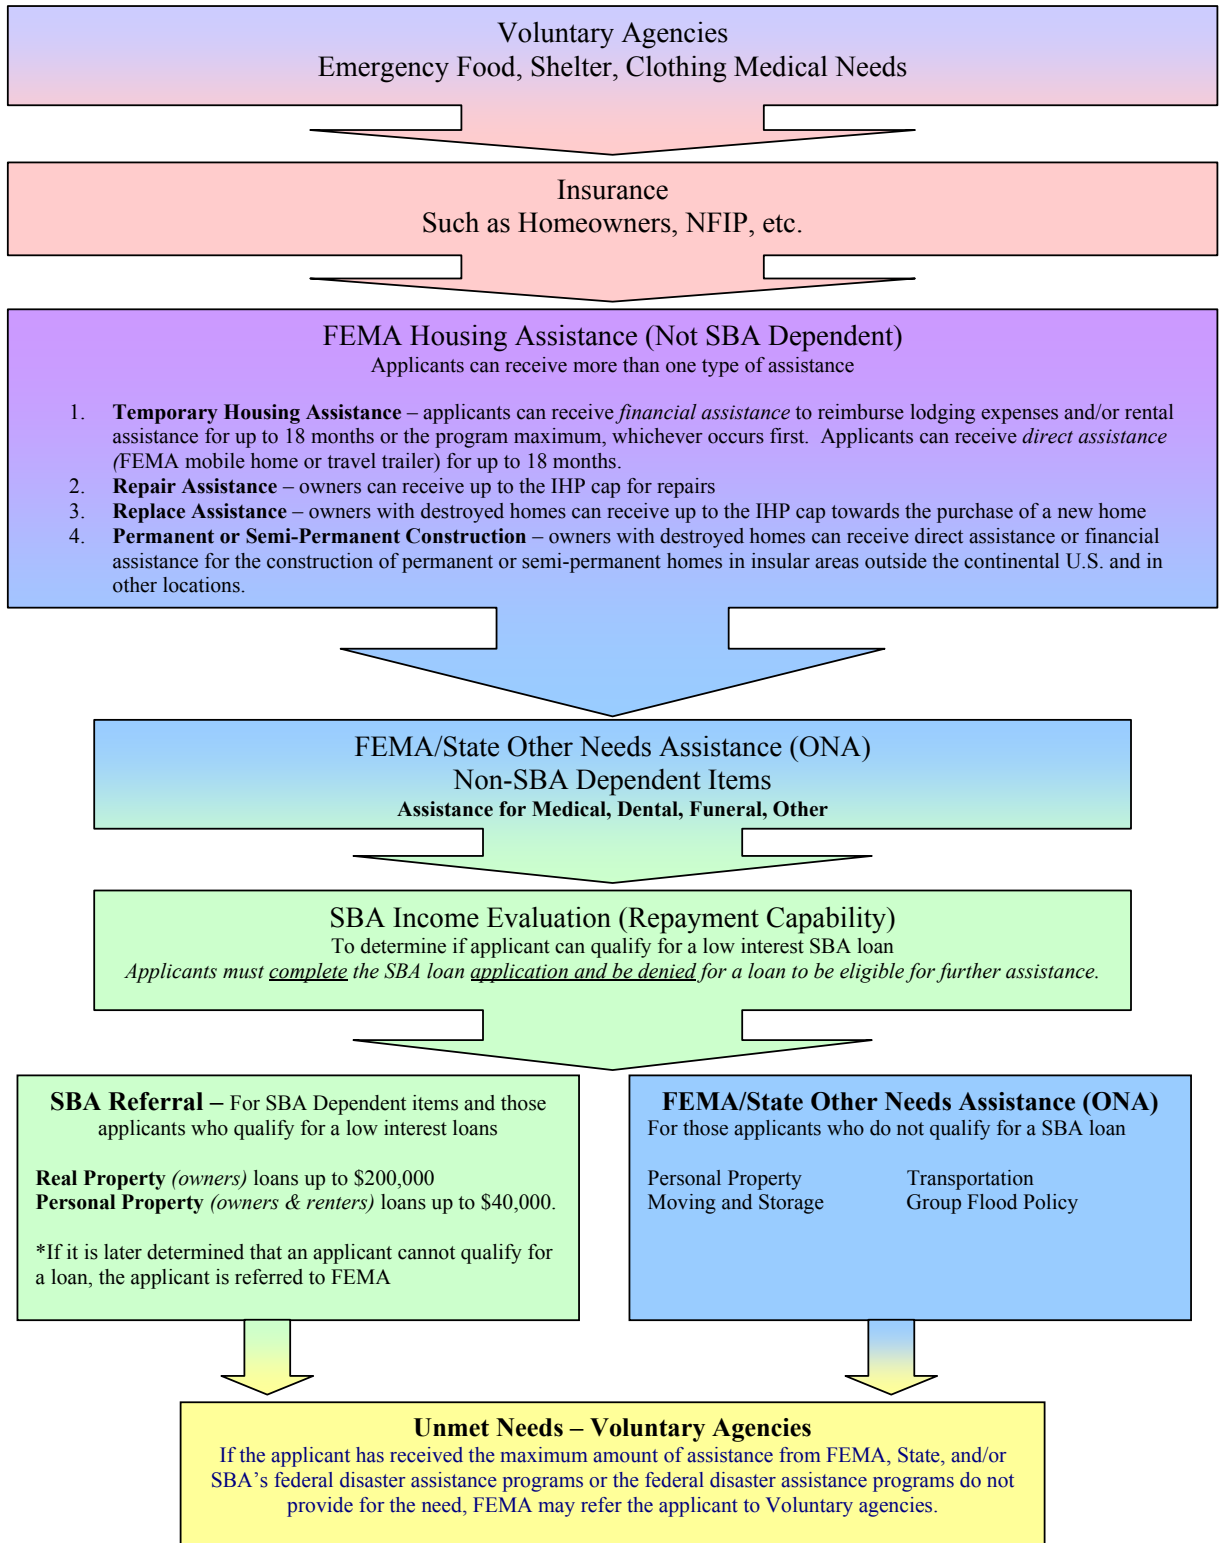 Voluntary Agencies
Emergency Food, Shelter, Clothing Medical Needs
Insurance
Such as Homeowners, NFIP, etc.
FEMA Housing Assistance (Not SBA Dependent)
Applicants can receive more than one type of assistance
1. Temporary Housing Assistance – applicants can receive financial assistance to reimburse lodging expenses and/or rental
assistance for up to 18 months or the program maximum, whichever occurs first. Applicants can receive direct assistance
(FEMA mobile home or travel trailer) for up to 18 months.
2. Repair Assistance – owners can receive up to the IHP cap for repairs
3. Replace Assistance – owners with destroyed homes can receive up to the IHP cap towards the purchase of a new home
4. Permanent or Semi-Permanent Construction – owners with destroyed homes can receive direct assistance or financial
assistance for the construction of permanent or semi-permanent homes in insular areas outside the continental U.S. and in
other locations.
FEMA/State Other Needs Assistance (ONA)
Non-SBA Dependent Items
Assistance for Medical, Dental, Funeral, Other
SBA Income Evaluation (Repayment Capability)
To determine if applicant can qualify for a low interest SBA loan
Applicants must complete the SBA loan application and be denied for a loan to be eligible for further assistance.
SBA Referral – For SBA Dependent items and those
applicants who qualify for a low interest loans
Real Property (owners) loans up to $200,000
Personal Property (owners & renters) loans up to $40,000.
*If it is later determined that an applicant cannot qualify for
a loan, the applicant is referred to FEMA
FEMA/State Other Needs Assistance (ONA)
For those applicants who do not qualify for a SBA loan
Personal Property Transportation
Moving and Storage Group Flood Policy
Unmet Needs – Voluntary Agencies
If the applicant has received the maximum amount of assistance from FEMA, State, and/or
SBA’s federal disaster assistance programs or the federal disaster assistance programs do not
provide for the need, FEMA may refer the applicant to Voluntary agencies.